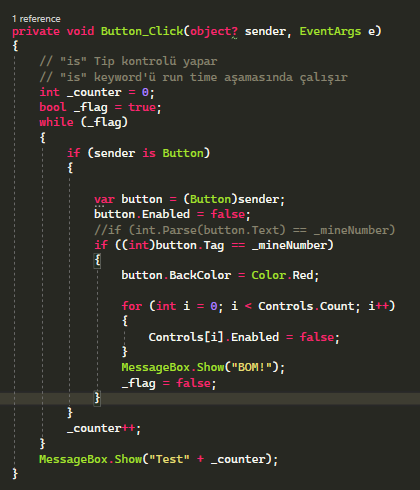 1 reference
private void Button_Click(object? sender, EventArgs e)
{
// "is" Tip kontrolü yapar
// "is" keyword'ü run time aşamasında çalışır
int _counter = 0;
bool _flag = true;
while (_flag)
{
if (sender is Button)
{
var button = (Button)sender;
button.Enabled = false;
//if (int.Parse(button.Text) == _mineNumber)
if ((int)button.Tag == _mineNumber)
{
button.BackColor = Color.Red;
for (int i = 0; i < Controls.Count; i++)
{
Controls[i].Enabled = false;
}
MessageBox.Show("BOM!");
_flag = false;
}
}
_counter++;
}
MessageBox.Show("Test" + _counter);
}